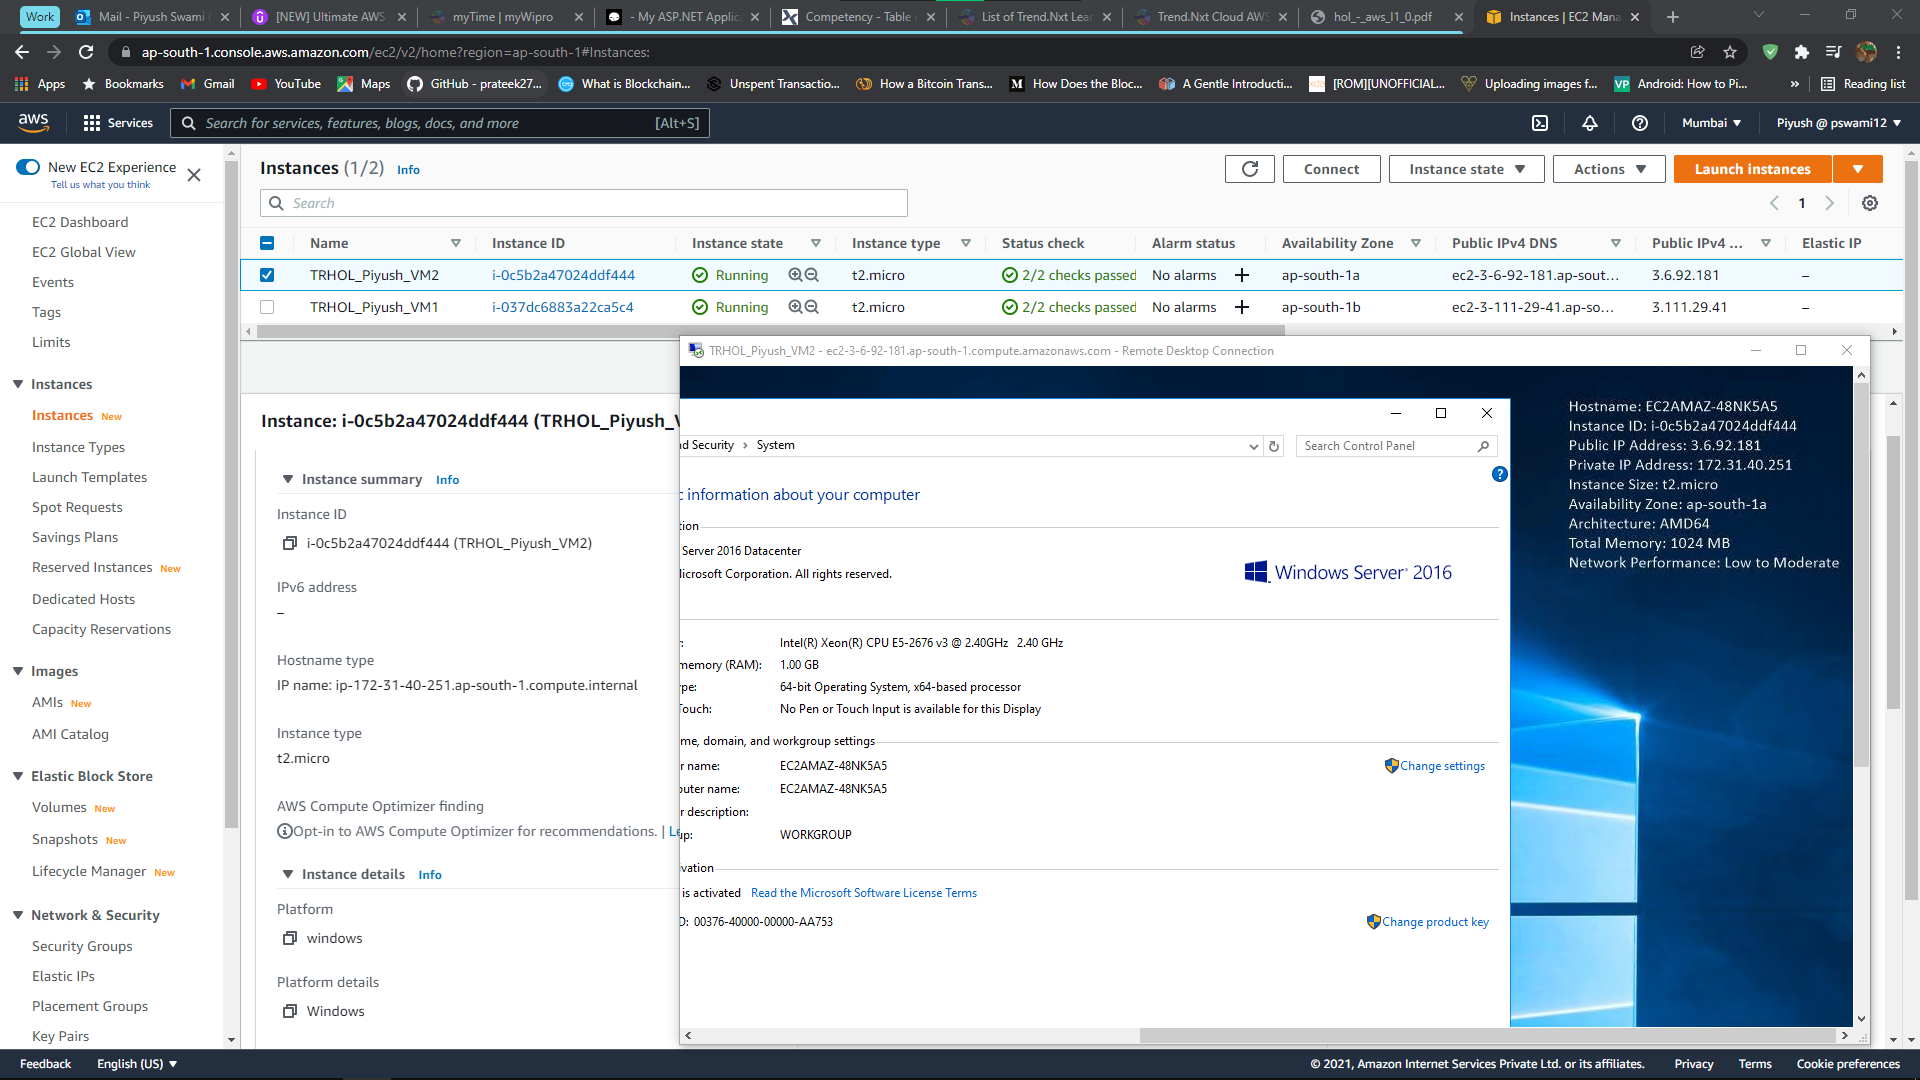 Work
Mail - Piyush Swami (
[NEW] Ultimate AWS
myTime | myWipro
- My ASP.NET Applic
Competency - Table
List of Trend.Nxt Lear
Trend.Nxt Cloud AWS
hol_-_aws_l1_0.pdf
Instances | EC2 Mana
ap-south-1.console.aws.amazon.com/ec2/v2/home?region=ap-south-1#Instances:
Apps
Bookmarks
Gmail
YouTube
Maps
GitHub - prateek27...
What is Blockchain...
Unspent Transactio...
How a Bitcoin Trans...
How Does the Bloc...
A Gentle Introducti...
[ROM][UNOFFICIAL...
Uploading images f...
Android: How to Pi...
»
Reading list
aws
Services
Search for services, features, blogs, docs, and more
[Alt+S]
Mumbai
Piyush @ pswami12
New EC2 Experience
Tell us what you think
EC2 Dashboard
EC2 Global View
Events
Tags
Limits
Instances
Instances New
Instance Types
Launch Templates
Spot Requests
Savings Plans
Reserved Instances New
Dedicated Hosts
Capacity Reservations
Images
AMIs New
AMI Catalog
Elastic Block Store
Volumes New
Snapshots New
Lifecycle Manager New
Network & Security
Security Groups
Elastic IPs
Placement Groups
Key Pairs
Instances (1/2) Info
Connect
Instance state
Actions
Launch instances
Search
1
Name Instance ID Instance state Instance type Status check Alarm status Availability Zone Public IPv4 DNS Public IPv4 ... Elastic IP
TRHOL_Piyush_VM2 i-0c5b2a47024ddf444 Running t2.micro 2/2 checks passed No alarms + ap-south-1a ec2-3-6-92-181.ap-sout... 3.6.92.181 –
TRHOL_Piyush_VM1 i-037dc6883a22ca5c4 Running t2.micro 2/2 checks passed No alarms + ap-south-1b ec2-3-111-29-41.ap-so... 3.111.29.41 –
Instance: i-0c5b2a47024ddf444 (TRHOL_Piyush_V
Instance summary Info
Instance ID
i-0c5b2a47024ddf444 (TRHOL_Piyush_VM2)
IPv6 address
–
Hostname type
IP name: ip-172-31-40-251.ap-south-1.compute.internal
Instance type
t2.micro
AWS Compute Optimizer finding
Opt-in to AWS Compute Optimizer for recommendations. | Le
Instance details Info
Platform
windows
Platform details
Windows
TRHOL_Piyush_VM2 - ec2-3-6-92-181.ap-south-1.compute.amazonaws.com - Remote Desktop Connection
nd Security › System
Search Control Panel
c information about your computer
tion
Server 2016 Datacenter
licrosoft Corporation. All rights reserved.
Windows Server® 2016
r: Intel(R) Xeon(R) CPU E5-2676 v3 @ 2.40GHz 2.40 GHz
memory (RAM): 1.00 GB
pe: 64-bit Operating System, x64-based processor
Touch: No Pen or Touch Input is available for this Display
me, domain, and workgroup settings
r name: EC2AMAZ-48NK5A5
Change settings
uter name: EC2AMAZ-48NK5A5
r description:
up: WORKGROUP
ivation
is activated Read the Microsoft Software License Terms
D: 00376-40000-00000-AA753
Change product key
Hostname: EC2AMAZ-48NK5A5
Instance ID: i-0c5b2a47024ddf444
Public IP Address: 3.6.92.181
Private IP Address: 172.31.40.251
Instance Size: t2.micro
Availability Zone: ap-south-1a
Architecture: AMD64
Total Memory: 1024 MB
Network Performance: Low to Moderate
Feedback
English (US)
© 2021, Amazon Internet Services Private Ltd. or its affiliates.
Privacy
Terms
Cookie preferences